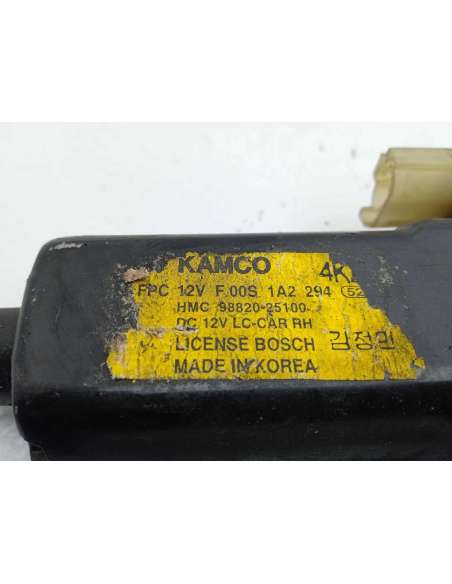 KAMCO 4K
FPC 12V F.00S 1A2 294 52
HMC 98820-25100
DC 12V LC-CAR RH
LICENSE BOSCH 김정민
MADE IN KOREA